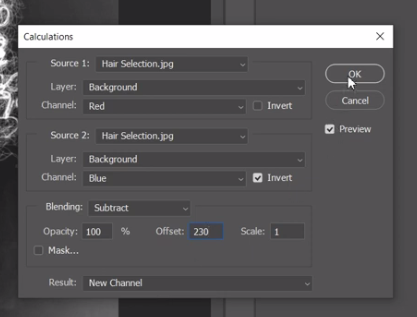 Calculations
Source 1: Hair Selection.jpg
Layer: Background
Channel: Red Invert
Source 2: Hair Selection.jpg
Layer: Background
Channel: Blue Invert
Blending: Subtract
Opacity: 100 % Offset: 230 Scale: 1
Mask...
Result: New Channel
OK
Cancel
Preview